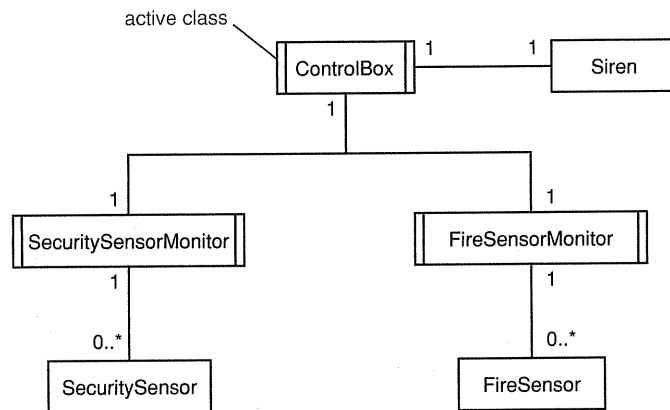 active class
ControlBox
1
1
Siren
1
1
1
SecuritySensorMonitor
FireSensorMonitor
1
1
0..*
0..*
SecuritySensor
FireSensor